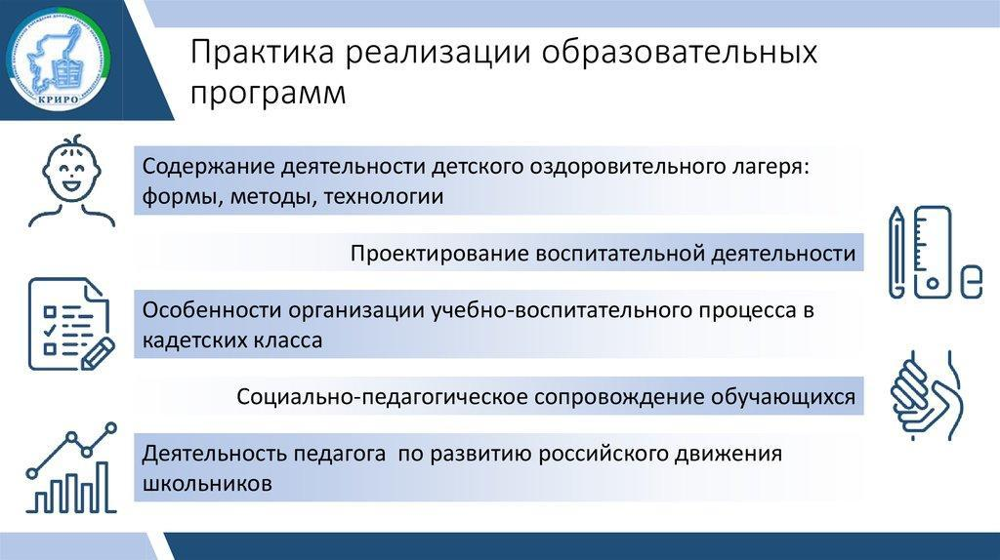 КРИРО
Практика реализации образовательных
программ
Содержание деятельности детского оздоровительного лагеря:
формы, методы, технологии
Проектирование воспитательной деятельности
Особенности организации учебно-воспитательного процесса в
кадетских класса
Социально-педагогическое сопровождение обучающихся
Деятельность педагога  по развитию российского движения
школьников